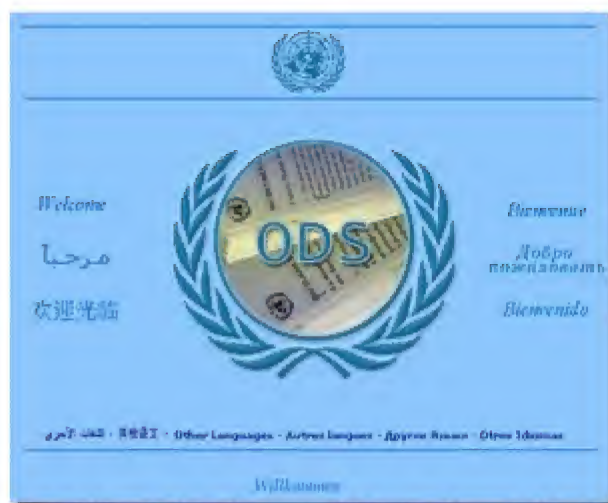 Welcome
مرحباً
欢迎光临
ODS
Bienvenue
Добро пожаловать
Bienvenido
Other Languages - Autres langues - Другие Языки - Otros Idiomas
Willkommen